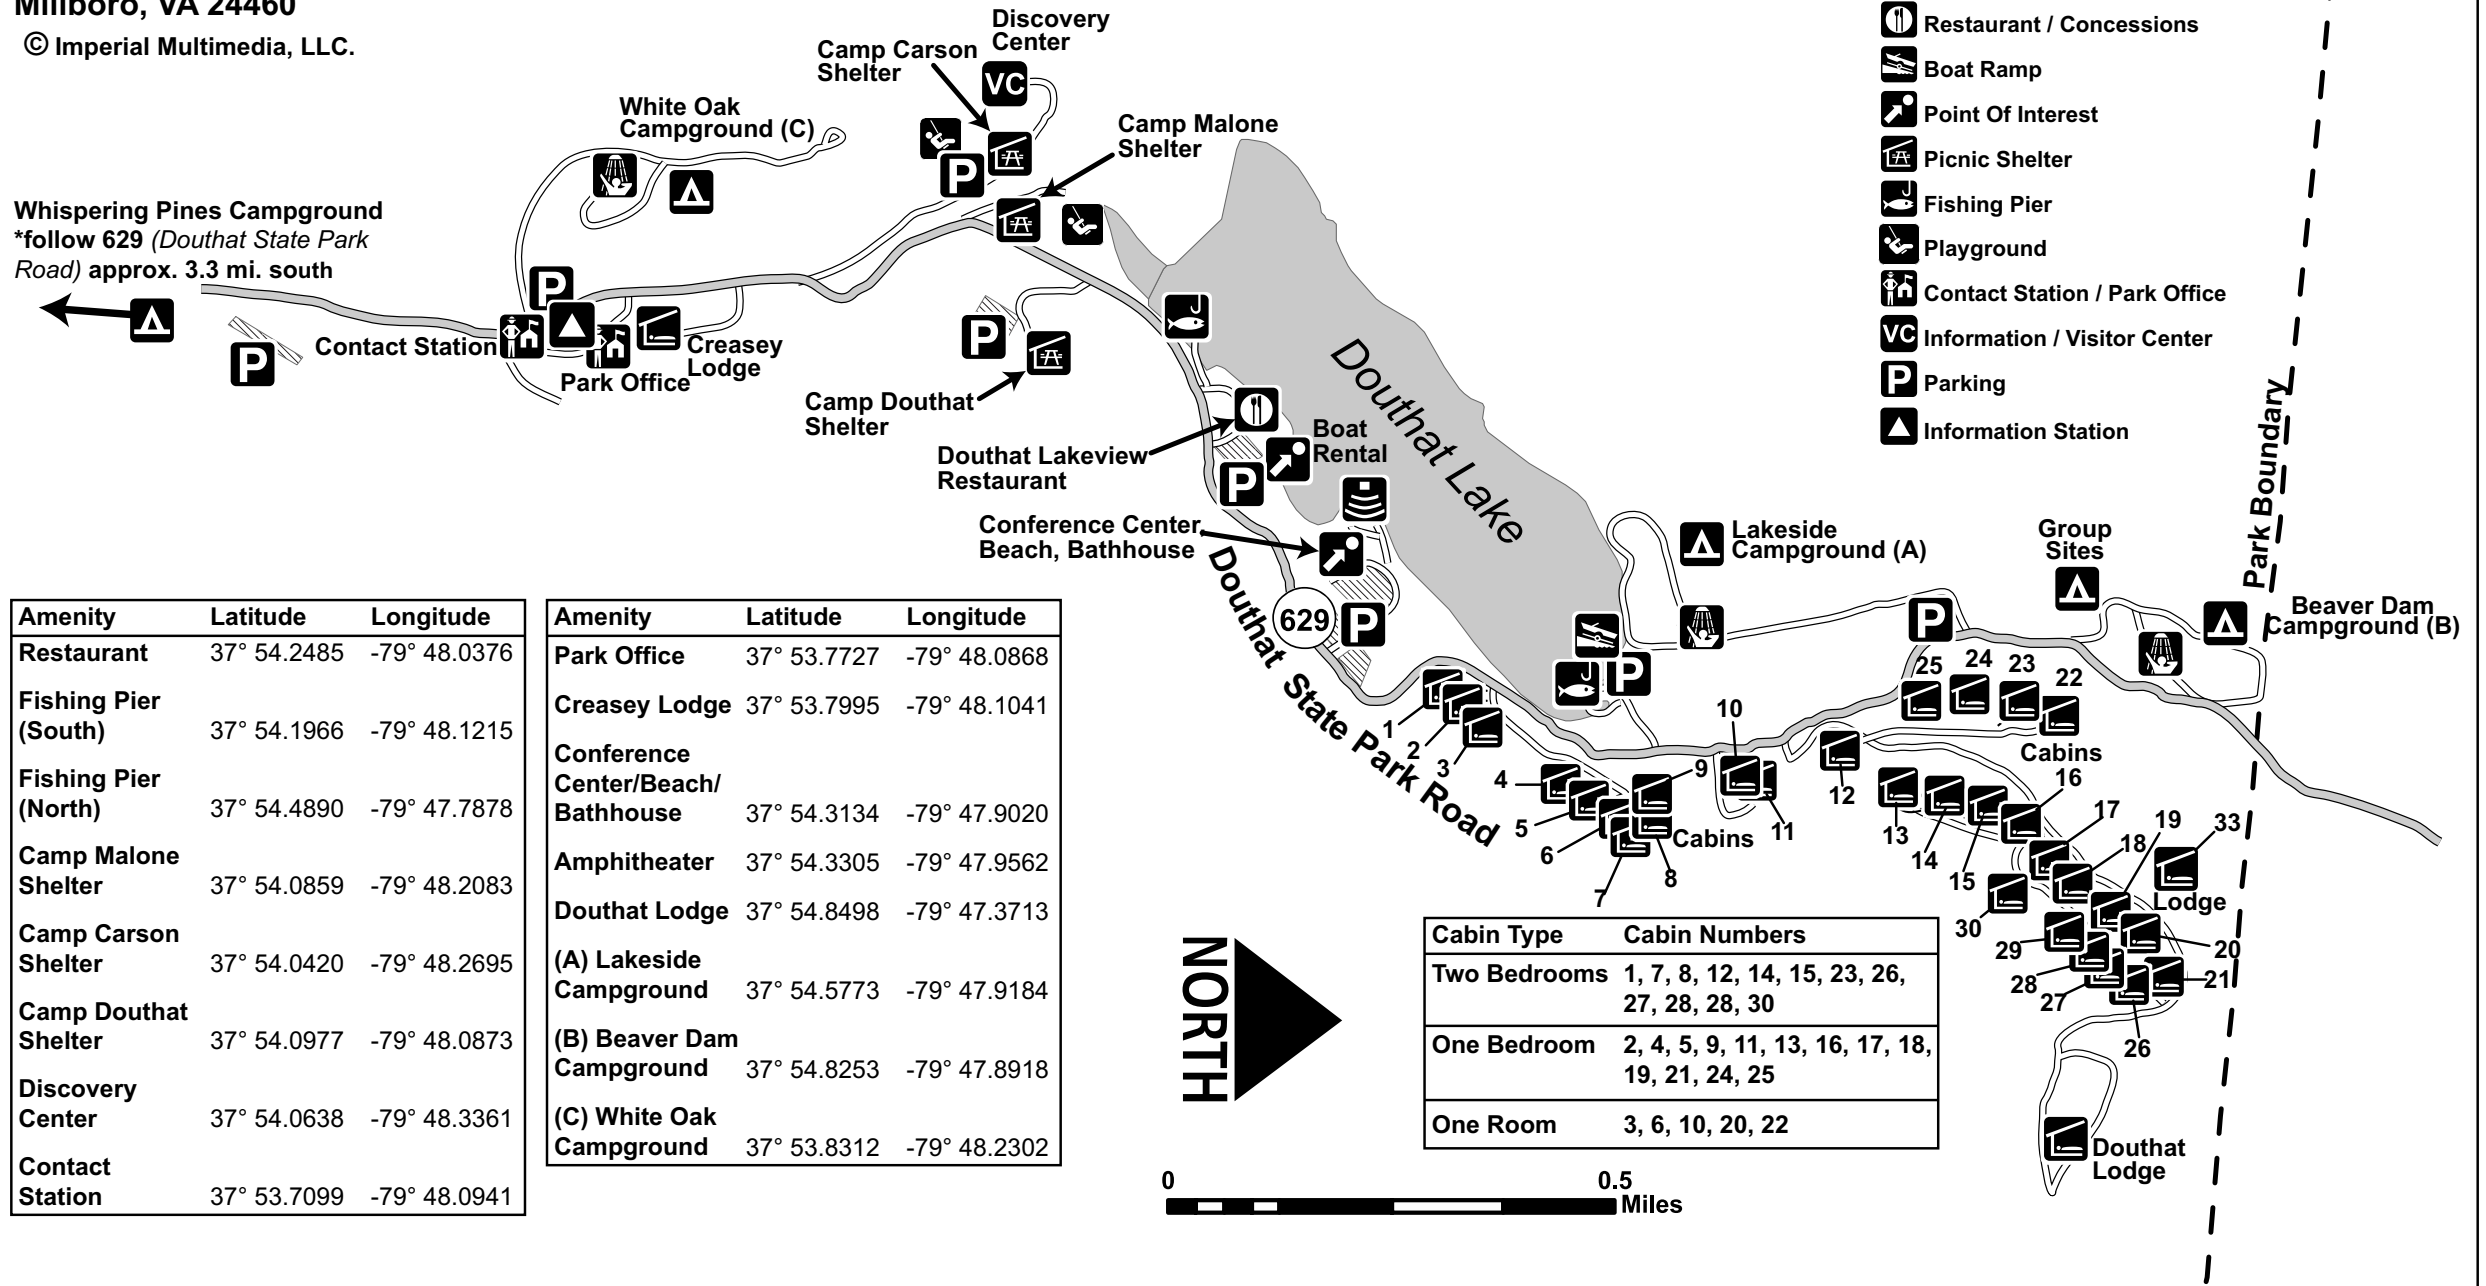 Millboro, VA 24460
© Imperial Multimedia, LLC.
Discovery
Center
Camp Carson
Shelter
VC
White Oak
Campground (C)
Camp Malone
Shelter
P
Whispering Pines Campground
*follow 629 (Douthat State Park
Road) approx. 3.3 mi. south
P
P
Contact Station
Park Office
Creasey
Lodge
P
Camp Douthat
Shelter
Douthat Lakeview
Restaurant
Boat
Rental
P
Conference Center,
Beach, Bathhouse
Douthat Lake
629
P
Douthat State Park Road
Restaurant / Concessions
Boat Ramp
Point Of Interest
Picnic Shelter
Fishing Pier
Playground
Contact Station / Park Office
VC Information / Visitor Center
P Parking
Information Station
Park Boundary
Lakeside
Campground (A)
Group
Sites
Beaver Dam
Campground (B)
P
P
25
24
23
22
Cabins
1
2
3
4
5
6
7
8
9
Cabins
10
11
12
13
14
15
16
17
18
19
33
Lodge
20
21
30
29
28
27
26
Douthat
Lodge
Amenity Latitude Longitude
Restaurant 37° 54.2485 -79° 48.0376
Fishing Pier
(South) 37° 54.1966 -79° 48.1215
Fishing Pier
(North) 37° 54.4890 -79° 47.7878
Camp Malone
Shelter 37° 54.0859 -79° 48.2083
Camp Carson
Shelter 37° 54.0420 -79° 48.2695
Camp Douthat
Shelter 37° 54.0977 -79° 48.0873
Discovery
Center 37° 54.0638 -79° 48.3361
Contact
Station 37° 53.7099 -79° 48.0941
Amenity Latitude Longitude
Park Office 37° 53.7727 -79° 48.0868
Creasey Lodge 37° 53.7995 -79° 48.1041
Conference
Center/Beach/
Bathhouse 37° 54.3134 -79° 47.9020
Amphitheater 37° 54.3305 -79° 47.9562
Douthat Lodge 37° 54.8498 -79° 47.3713
(A) Lakeside
Campground 37° 54.5773 -79° 47.9184
(B) Beaver Dam
Campground 37° 54.8253 -79° 47.8918
(C) White Oak
Campground 37° 53.8312 -79° 48.2302
NORTH
Cabin Type Cabin Numbers
Two Bedrooms 1, 7, 8, 12, 14, 15, 23, 26,
27, 28, 28, 30
One Bedroom 2, 4, 5, 9, 11, 13, 16, 17, 18,
19, 21, 24, 25
One Room 3, 6, 10, 20, 22
0 0.5
Miles